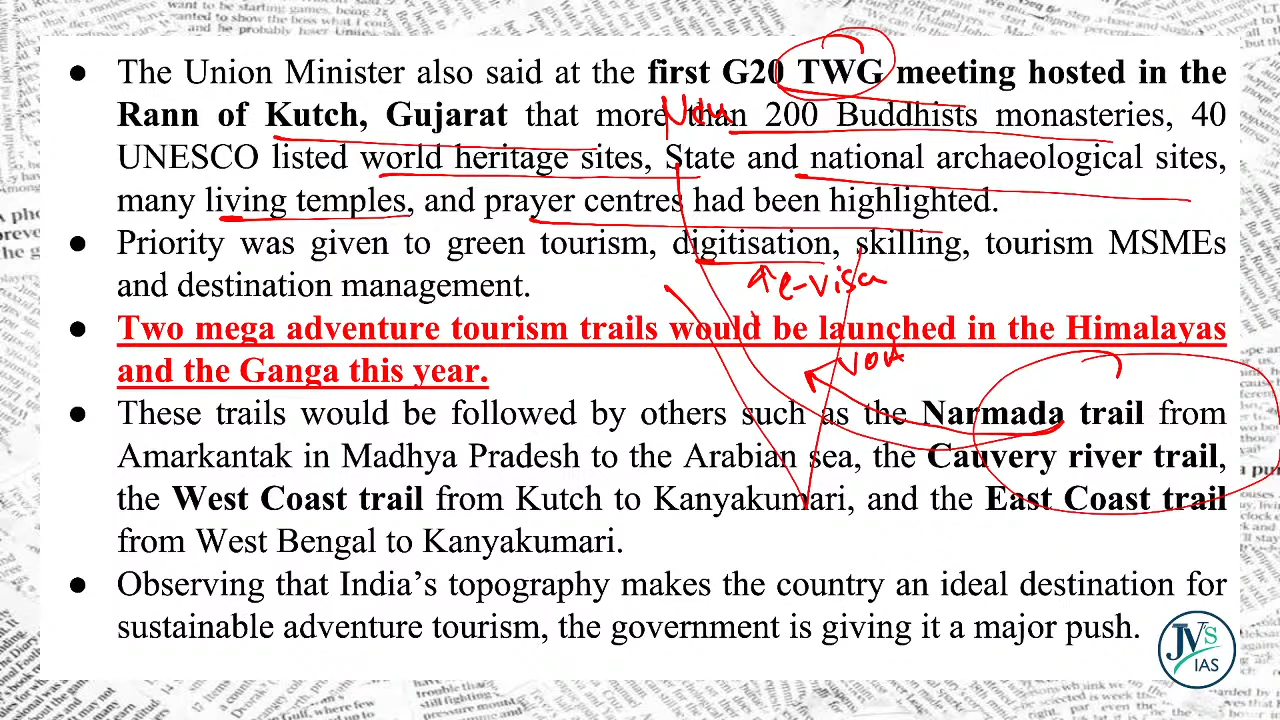 ● The Union Minister also said at the first G20 TWG meeting hosted in the
Rann of Kutch, Gujarat that more than 200 Buddhists monasteries, 40
UNESCO listed world heritage sites, State and national archaeological sites,
many living temples, and prayer centres had been highlighted.
● Priority was given to green tourism, digitisation, skilling, tourism MSMEs
and destination management.
e-visa
● Two mega adventure tourism trails would be launched in the Himalayas
and the Ganga this year.
● These trails would be followed by others such as the Narmada trail from
Amarkantak in Madhya Pradesh to the Arabian sea, the Cauvery river trail,
the West Coast trail from Kutch to Kanyakumari, and the East Coast trail
from West Bengal to Kanyakumari.
● Observing that India’s topography makes the country an ideal destination for
sustainable adventure tourism, the government is giving it a major push.
JV's
IAS